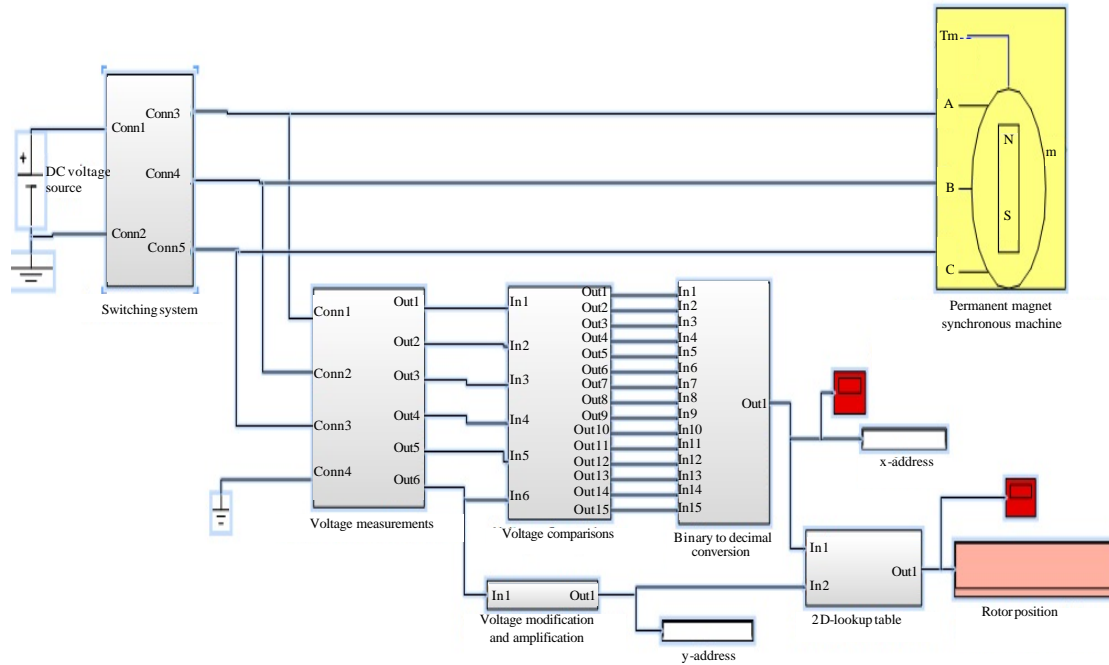 Tm
A
N
m
B
S
C
Permanent magnet
synchronous machine
Conn1
Conn2
Conn3
Conn4
Conn5
DC voltage
source
+
Switching system
Conn1
Conn2
Conn3
Conn4
Out1
Out2
Out3
Out4
Out5
Out6
Voltage measurements
In1
In2
In3
In4
In5
In6
Out1
Out2
Out3
Out4
Out5
Out6
Out7
Out8
Out9
Out10
Out11
Out12
Out13
Out14
Out15
Voltage comparisons
In1
In2
In3
In4
In5
In6
In7
In8
In9
In10
In11
In12
In13
In14
In15
Out1
Binary to decimal
conversion
x-address
In1
Out1
Voltage modification
and amplification
y-address
In1
In2
Out1
2D-lookup table
Rotor position